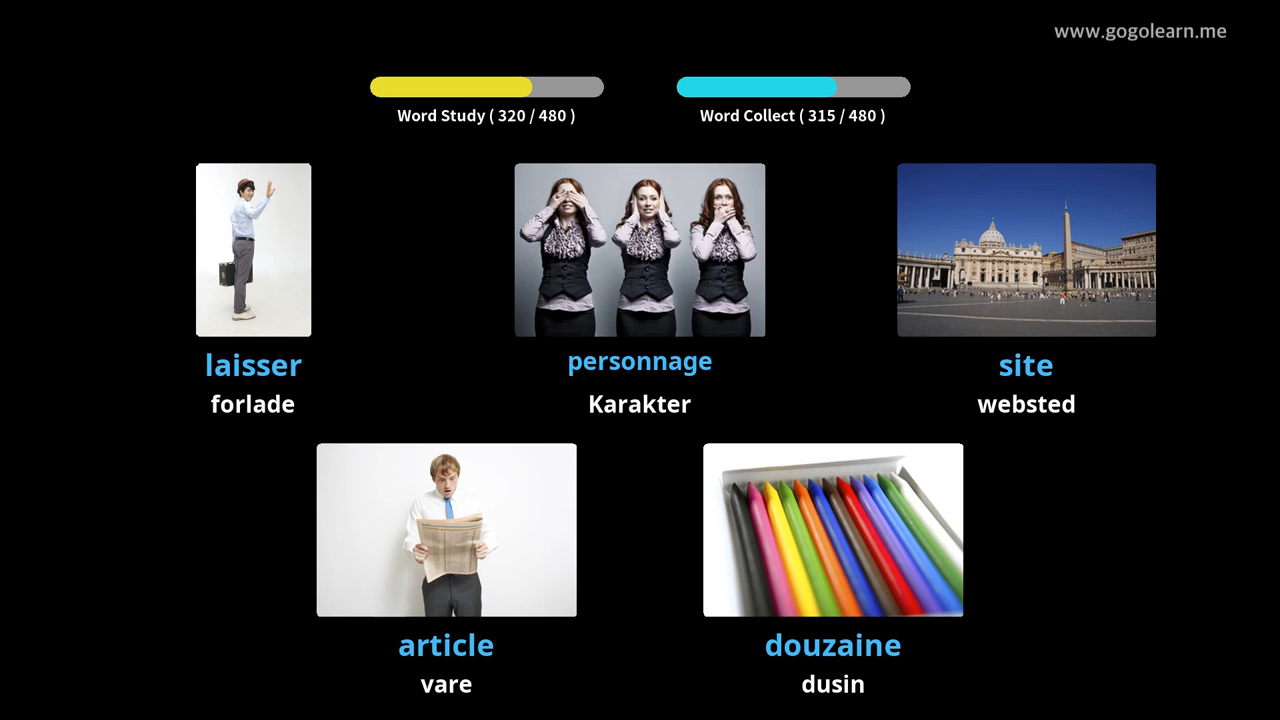 www.gogolearn.me
Word Study ( 320 / 480 )
Word Collect ( 315 / 480 )
laisser
forlade
personnage
Karakter
site
websted
article
vare
douzaine
dusin